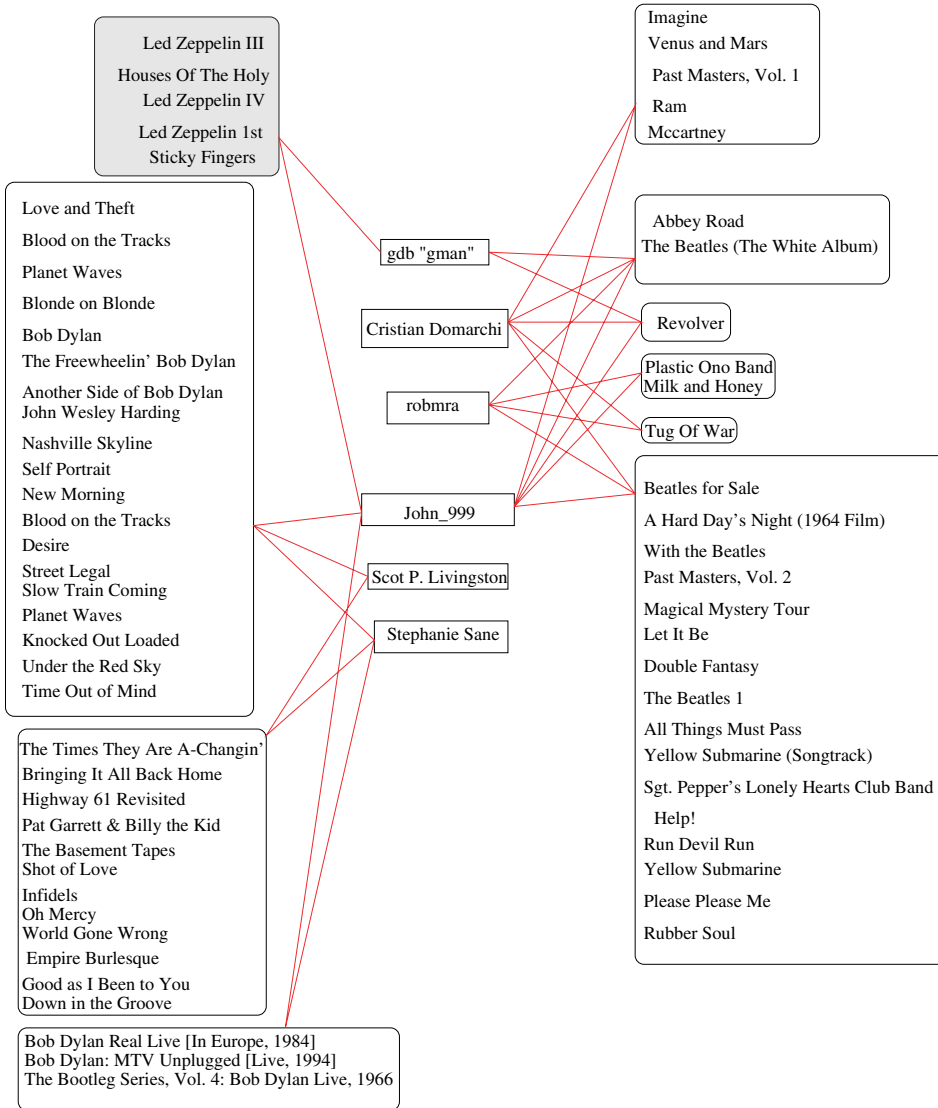 Led Zeppelin III
Houses Of The Holy
Led Zeppelin IV
Led Zeppelin 1st
Sticky Fingers
Love and Theft
Blood on the Tracks
Planet Waves
Blonde on Blonde
Bob Dylan
The Freewheelin' Bob Dylan
Another Side of Bob Dylan
John Wesley Harding
Nashville Skyline
Self Portrait
New Morning
Blood on the Tracks
Desire
Street Legal
Slow Train Coming
Planet Waves
Knocked Out Loaded
Under the Red Sky
Time Out of Mind
The Times They Are A-Changin'
Bringing It All Back Home
Highway 61 Revisited
Pat Garrett & Billy the Kid
The Basement Tapes
Shot of Love
Infidels
Oh Mercy
World Gone Wrong
Empire Burlesque
Good as I Been to You
Down in the Groove
Bob Dylan Real Live [In Europe, 1984]
Bob Dylan: MTV Unplugged [Live, 1994]
The Bootleg Series, Vol. 4: Bob Dylan Live, 1966
gdb "gman"
Cristian Domarchi
robmra
John_999
Scot P. Livingston
Stephanie Sane
Imagine
Venus and Mars
Past Masters, Vol. 1
Ram
Mccartney
Abbey Road
The Beatles (The White Album)
Revolver
Plastic Ono Band
Milk and Honey
Tug Of War
Beatles for Sale
A Hard Day's Night (1964 Film)
With the Beatles
Past Masters, Vol. 2
Magical Mystery Tour
Let It Be
Double Fantasy
The Beatles 1
All Things Must Pass
Yellow Submarine (Songtrack)
Sgt. Pepper's Lonely Hearts Club Band
Help!
Run Devil Run
Yellow Submarine
Please Please Me
Rubber Soul